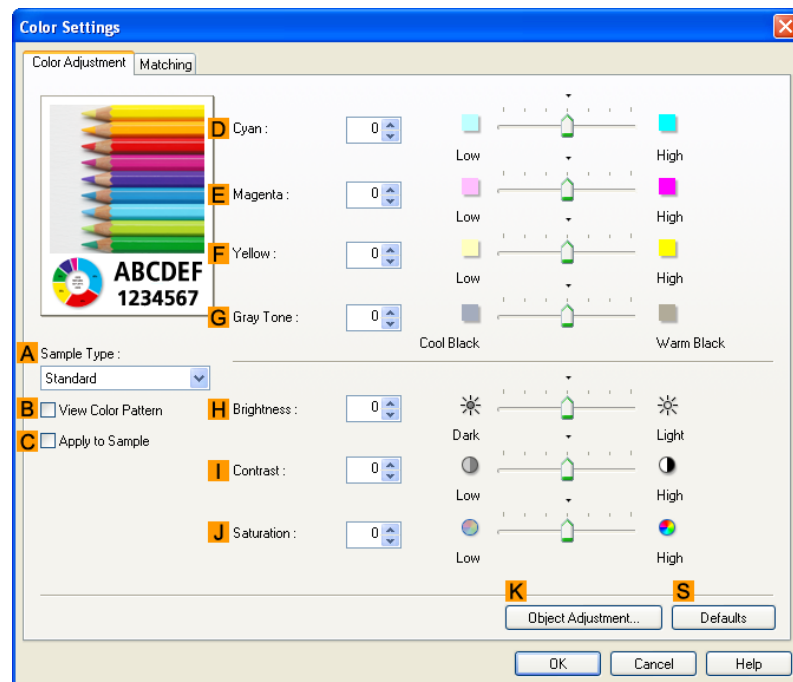 Color Settings
Color Adjustment Matching
D Cyan : 0
Low High
E Magenta : 0
Low High
F Yellow : 0
Low High
G Gray Tone : 0
Cool Black Warm Black
ABCDEF
1234567
A Sample Type :
Standard
B View Color Pattern
C Apply to Sample
H Brightness : 0
Dark Light
I Contrast : 0
Low High
J Saturation : 0
Low High
K S
Object Adjustment... Defaults
OK Cancel Help